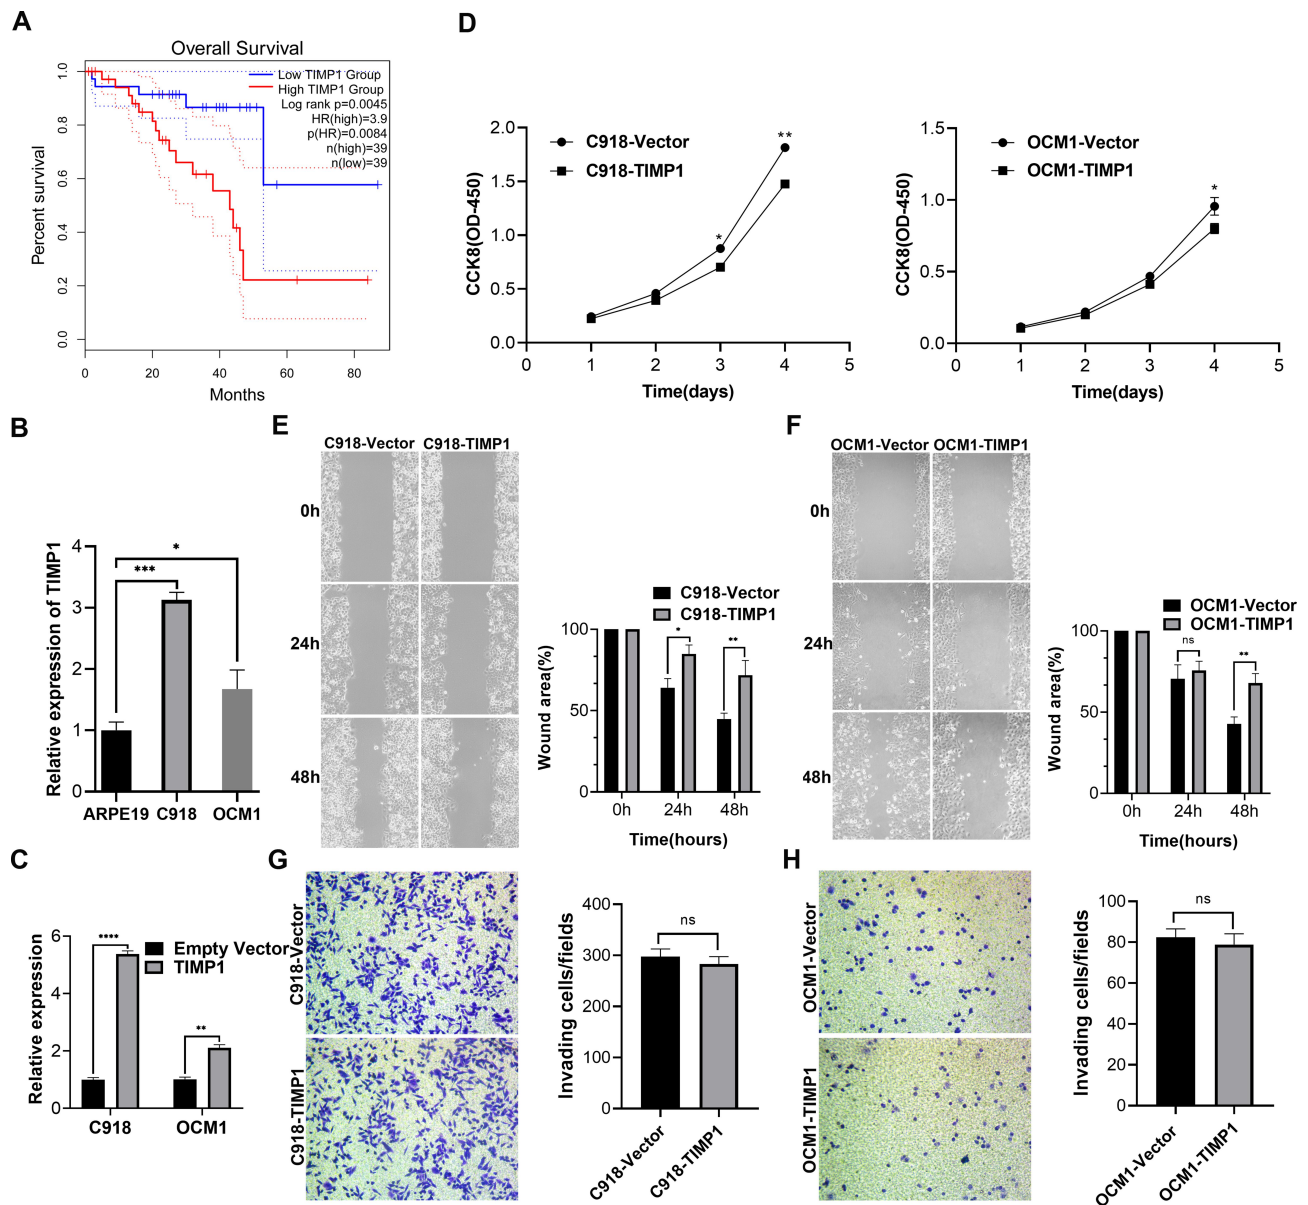 A
Overall Survival
Low TIMP1 Group
High TIMP1 Group
Log rank p=0.0045
HR(high)=3.9
p(HR)=0.0084
n(high)=39
n(low)=39
Percent survival
1.0
0.8
0.6
0.4
0.2
0.0
0 20 40 60 80
Months
D
C918-Vector
C918-TIMP1
CCK8(OD-450)
2.0
1.5
1.0
0.5
0.0
* **
0 1 2 3 4 5
Time(days)
OCM1-Vector
OCM1-TIMP1
CCK8(OD-450)
1.5
1.0
0.5
0.0
*
0 1 2 3 4 5
Time(days)
B
Relative expression of TIMP1
4
3
2
1
0
*
***
ARPE19 C918 OCM1
E
C918-Vector C918-TIMP1
0h
24h
48h
C918-Vector
C918-TIMP1
Wound area(%)
100
50
0
* **
0h 24h 48h
Time(hours)
F
OCM1-Vector OCM1-TIMP1
0h
24h
48h
OCM1-Vector
OCM1-TIMP1
Wound area(%)
100
50
0
ns **
0h 24h 48h
Time(hours)
C
Relative expression
6
4
2
0
**** **
Empty Vector
TIMP1
C918 OCM1
G
C918-Vector
C918-TIMP1
Invading cells/fields
400
300
200
100
0
ns
C918-Vector
C918-TIMP1
H
OCM1-Vector
OCM1-TIMP1
Invading cells/fields
100
80
60
40
20
0
ns
OCM1-Vector
OCM1-TIMP1